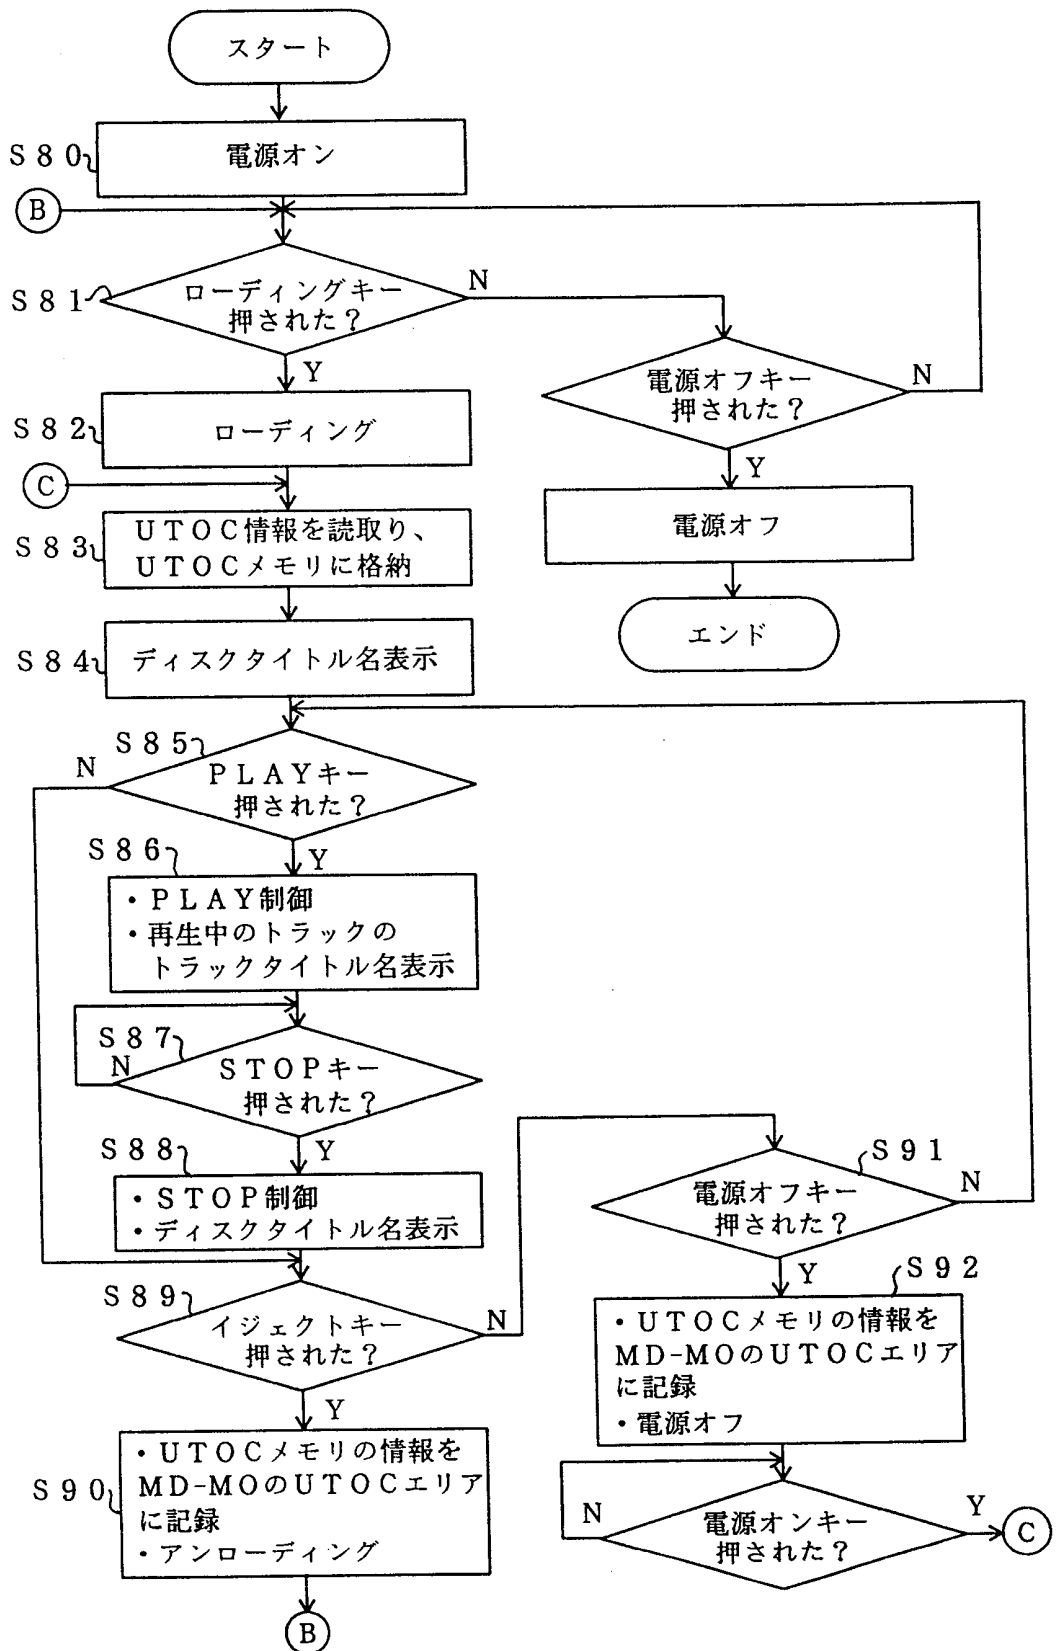 スタート
S80
電源オン
B
S81
ローディングキー
押された?
N
Y
電源オフキー
押された?
N
Y
S82
ローディング
C
電源オフ
S83
UTOC情報を読取り、
UTOCメモリに格納
エンド
S84
ディスクタイトル名表示
S85
N
PLAYキー
押された?
Y
S86
・PLAY制御
・再生中のトラックの
トラックタイトル名表示
S87
N
STOPキー
押された?
Y
S88
・STOP制御
・ディスクタイトル名表示
S89
イジェクトキー
押された?
N
Y
S90
・UTOCメモリの情報を
MD-MOのUTOCエリア
に記録
・アンローディング
B
S91
電源オフキー
押された?
N
Y
S92
・UTOCメモリの情報を
MD-MOのUTOCエリア
に記録
・電源オフ
N
電源オンキー
押された?
Y
C